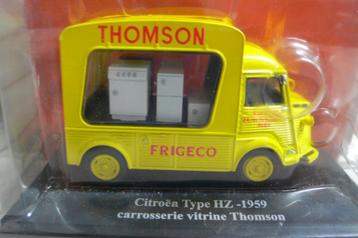 THOMSON
FRIGECO
Citroën Type HZ -1959
carrosserie vitrine Thomson